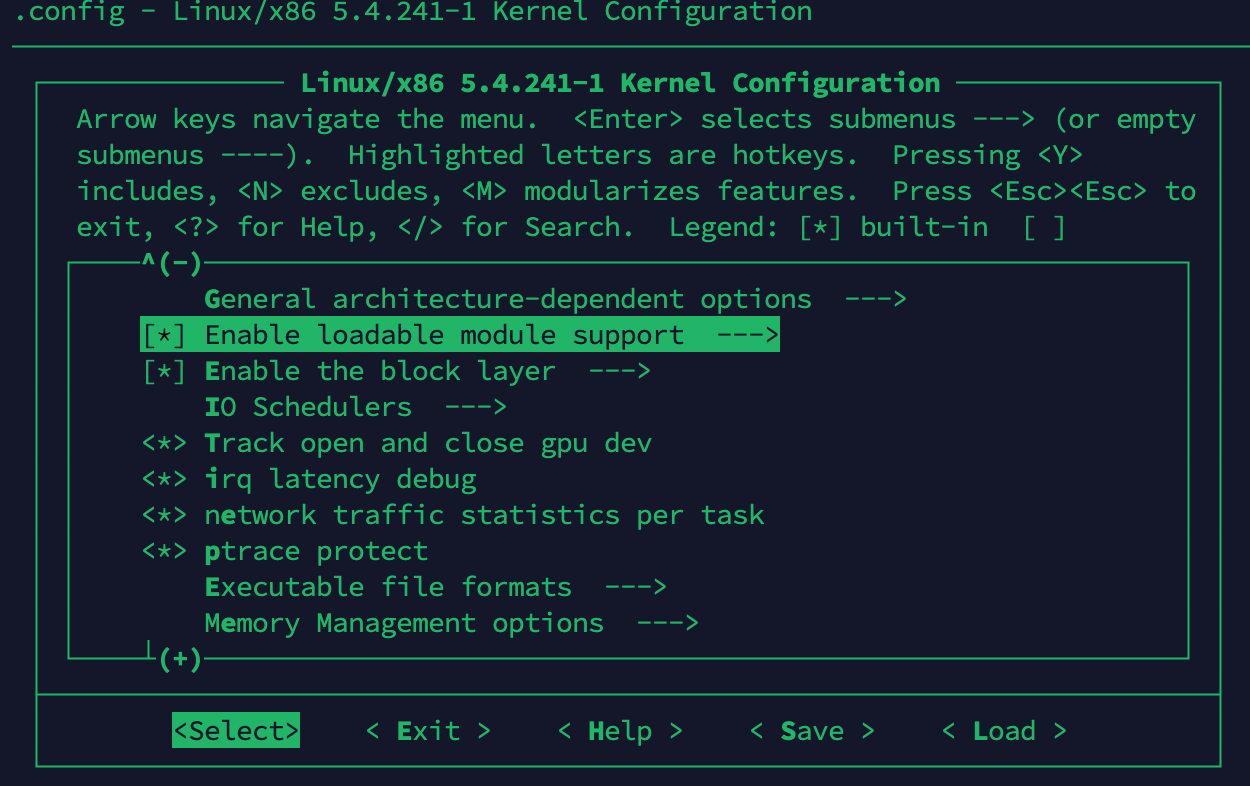 .config - Linux/x86 5.4.241-1 Kernel Configuration
Linux/x86 5.4.241-1 Kernel Configuration
Arrow keys navigate the menu.  <Enter> selects submenus ---> (or empty
submenus ----).  Highlighted letters are hotkeys.  Pressing <Y>
includes, <N> excludes, <M> modularizes features.  Press <Esc><Esc> to
exit, <?> for Help, </> for Search.  Legend: [*] built-in  [ ]
^(-)
General architecture-dependent options  --->
[*] Enable loadable module support  --->
[*] Enable the block layer  --->
IO Schedulers  --->
<*> Track open and close gpu dev
<*> irq latency debug
<*> network traffic statistics per task
<*> ptrace protect
Executable file formats  --->
Memory Management options  --->
(+)
<Select>    < Exit >    < Help >    < Save >    < Load >